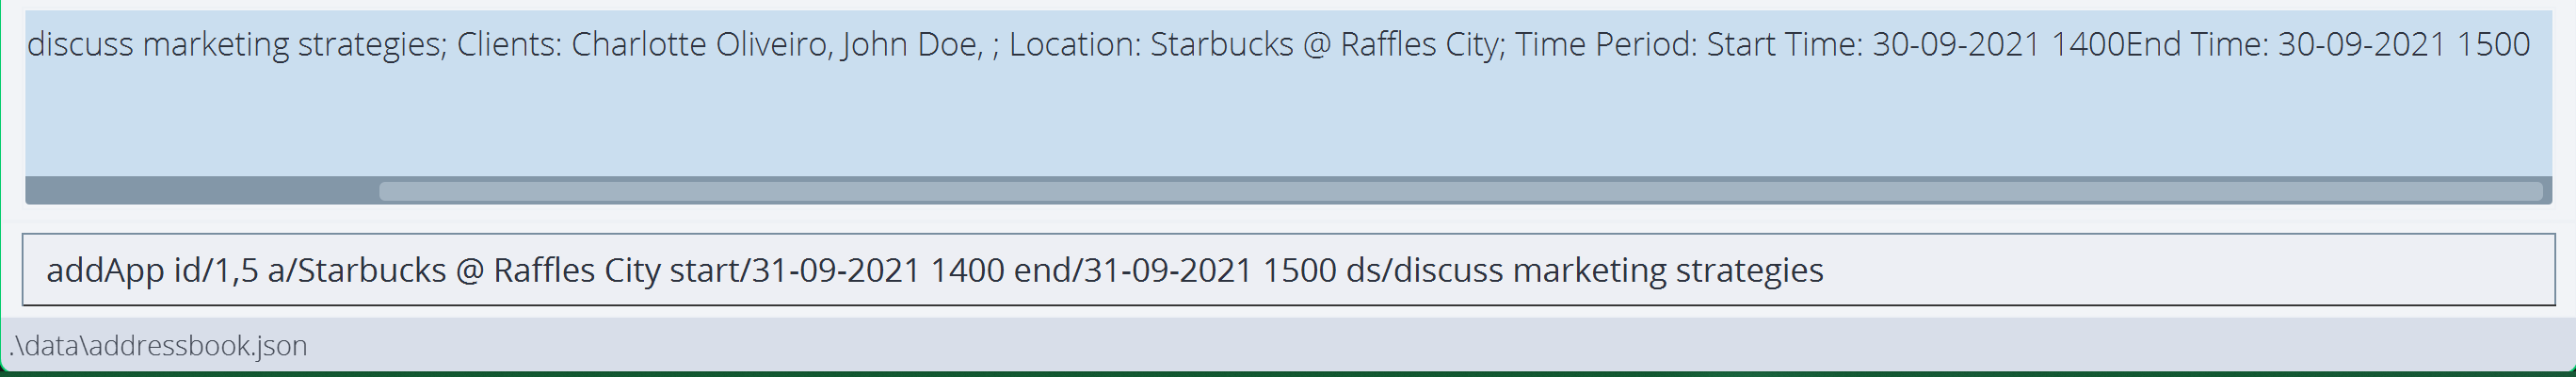 discuss marketing strategies; Clients: Charlotte Oliveiro, John Doe, ; Location: Starbucks @ Raffles City; Time Period: Start Time: 30-09-2021 1400End Time: 30-09-2021 1500
addApp id/1,5 a/Starbucks @ Raffles City start/31-09-2021 1400 end/31-09-2021 1500 ds/discuss marketing strategies
.\data\addressbook.json